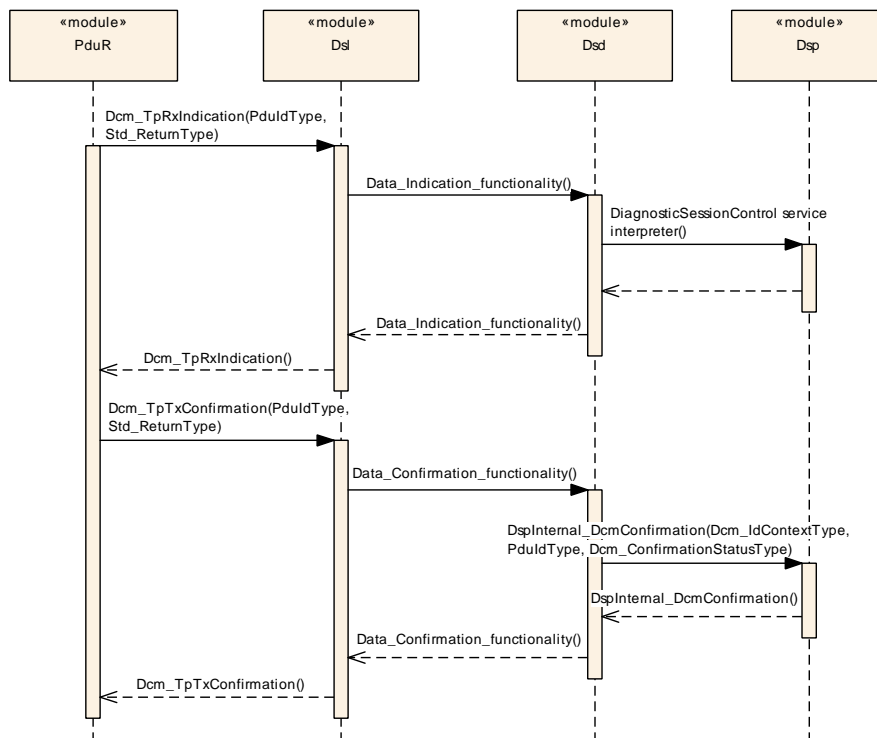 «module»
PduR
«module»
Dsl
«module»
Dsd
«module»
Dsp
Dcm_TpRxIndication(PduIdType,
Std_ReturnType)
Data_Indication_functionality()
DiagnosticSessionControl service
interpreter()
Data_Indication_functionality()
Dcm_TpRxIndication()
Dcm_TpTxConfirmation(PduIdType,
Std_ReturnType)
Data_Confirmation_functionality()
DspInternal_DcmConfirmation(Dcm_IdContextType,
PduIdType, Dcm_ConfirmationStatusType)
DspInternal_DcmConfirmation()
Data_Confirmation_functionality()
Dcm_TpTxConfirmation()